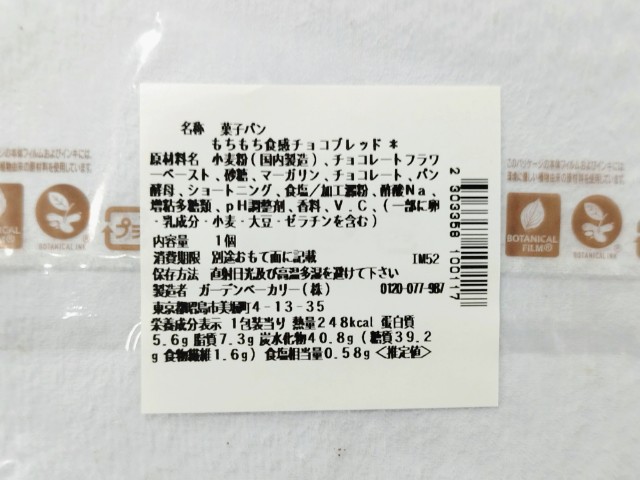 名称 菓子パン
もちもち食感チョコブレッド *
原材料名 小麦粉(国内製造)、チョコレートフラワ
ーペースト、砂糖、マーガリン、チョコレート、パン
酵母、ショートニング、食塩/加工澱粉、酢酸Na、
増粘多糖類、pH調整剤、香料、V.C、(一部に卵
・乳成分・小麦・大豆・ゼラチンを含む)
内容量 1個
消費期限 別途おもて面に記載 IM52
保存方法 直射日光及び高温多湿を避けて下さい
製造者 ガーデンベーカリー(株) 0120-077-987
東京都昭島市美堀町4-13-35
栄養成分表示 1包装当り 熱量248kcal 蛋白質
5.6g 脂質7.3g 炭水化物40.8g(糖質39.2
g 食物繊維1.6g) 食塩相当量0.58g <推定値>
2 303358 100117
BOTANICAL INK
プラ
BOTANICAL
FILM
BOTANICAL INK